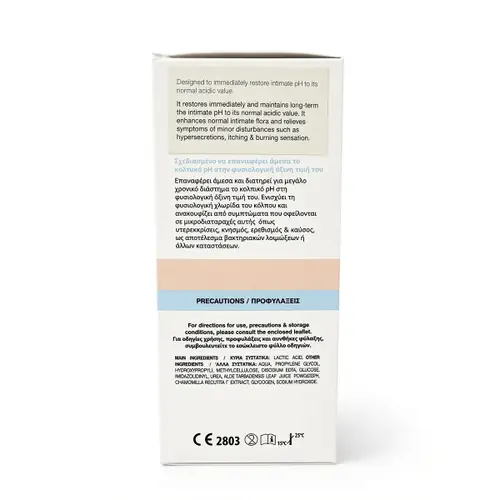 Designed to immediately restore intimate pH to its
normal acidic value.
It restores immediately and maintains long-term
the intimate pH to its normal acidic value. It
enhances normal intimate flora and relieves
symptoms of minor disturbances such as
hypersecretions, itching & burning sensation.
Σχεδιασμένο να επαναφέρει άμεσα το
κολπικό pH στην φυσιολογική όξινη τιμή του
Επαναφέρει άμεσα και διατηρεί για μεγάλο
χρονικό διάστημα το κολπικό pH στη
φυσιολογική όξινη τιμή του. Ενισχύει τη
φυσιολογική χλωρίδα του κόλπου και
ανακουφίζει από συμπτώματα που οφείλονται
σε μικροδιαταραχές αυτής όπως
υπερεκκρίσεις, κνησμός, ερεθισμός & καύσος,
ως αποτέλεσμα βακτηριακών λοιμώξεων ή
άλλων καταστάσεων.
PRECAUTIONS / ΠΡΟΦΥΛΑΞΕΙΣ
For directions for use, precautions & storage
conditions, please consult the enclosed leaflet.
Για οδηγίες χρήσης, προφυλάξεις και συνθήκες φύλαξης,
συμβουλευτείτε το εσώκλειστο φύλλο οδηγιών.
MAIN INGREDIENTS / ΚΥΡΙΑ ΣΥΣΤΑΤΙΚΑ: LACTIC ACID. OTHER
INGREDIENTS / ΆΛΛΑ ΣΥΣΤΑΤΙΚΑ: AQUA, PROPYLENE GLYCOL,
HYDROXYPROPYL METHYLCELLULOSE, DISODIUM EDTA, GLUCOSE,
IMIDAZOLIDINYL UREA, ALOE BARBADENSIS LEAF JUICE POWDER,
CHAMOMILLA RECUTITA EXTRACT, GLYCOGEN, SODIUM HYDROXIDE.
CE 2803 15°C 25°C